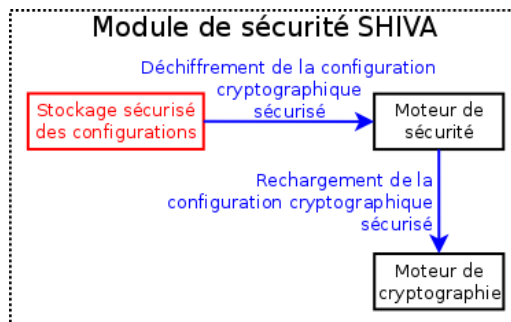 Module de sécurité SHIVA
Déchiffrement de la configuration
cryptographique
sécurisé
Stockage sécurisé
des configurations
Moteur de
sécurité
Rechargement de la
configuration cryptographique
sécurisé
Moteur de
cryptographie